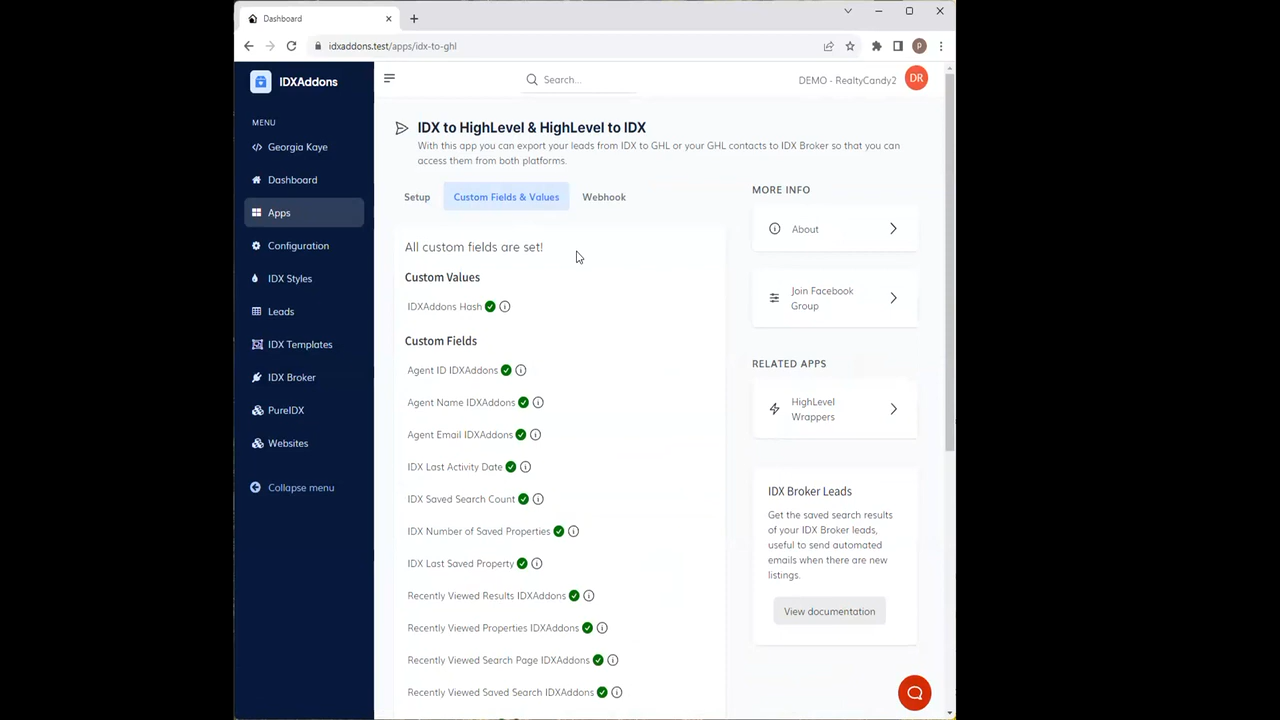 Dashboard
idxaddons.test/apps/idx-to-ghl
P
IDXAddons
Search...
DEMO - RealtyCandy2
DR
MENU
Georgia Kaye
Dashboard
Apps
Configuration
IDX Styles
Leads
IDX Templates
IDX Broker
PureIDX
Websites
Collapse menu
IDX to HighLevel & HighLevel to IDX
With this app you can export your leads from IDX to GHL or your GHL contacts to IDX Broker so that you can
access them from both platforms.
Setup
Custom Fields & Values
Webhook
All custom fields are set!
Custom Values
IDXAddons Hash
Custom Fields
Agent ID IDXAddons
Agent Name IDXAddons
Agent Email IDXAddons
IDX Last Activity Date
IDX Saved Search Count
IDX Number of Saved Properties
IDX Last Saved Property
Recently Viewed Results IDXAddons
Recently Viewed Properties IDXAddons
Recently Viewed Search Page IDXAddons
Recently Viewed Saved Search IDXAddons
MORE INFO
About
Join Facebook
Group
RELATED APPS
HighLevel
Wrappers
IDX Broker Leads
Get the saved search results
of your IDX Broker leads,
useful to send automated
emails when there are new
listings.
View documentation